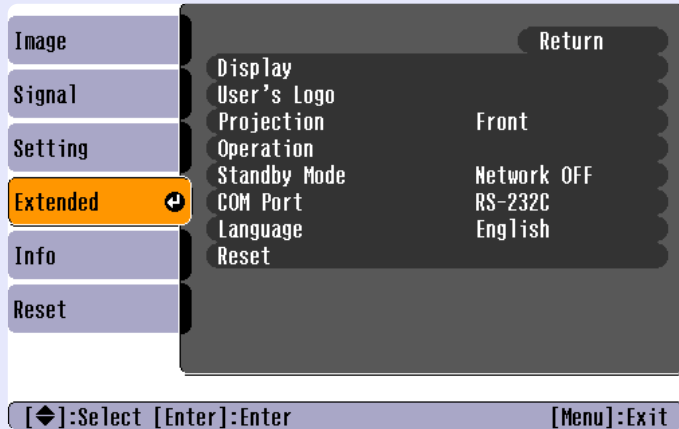 Image
Signal
Setting
Extended
Info
Reset
Return
Display
User's Logo
Projection Front
Operation
Standby Mode Network OFF
COM Port RS-232C
Language English
Reset
[◆]:Select [Enter]:Enter [Menu]:Exit